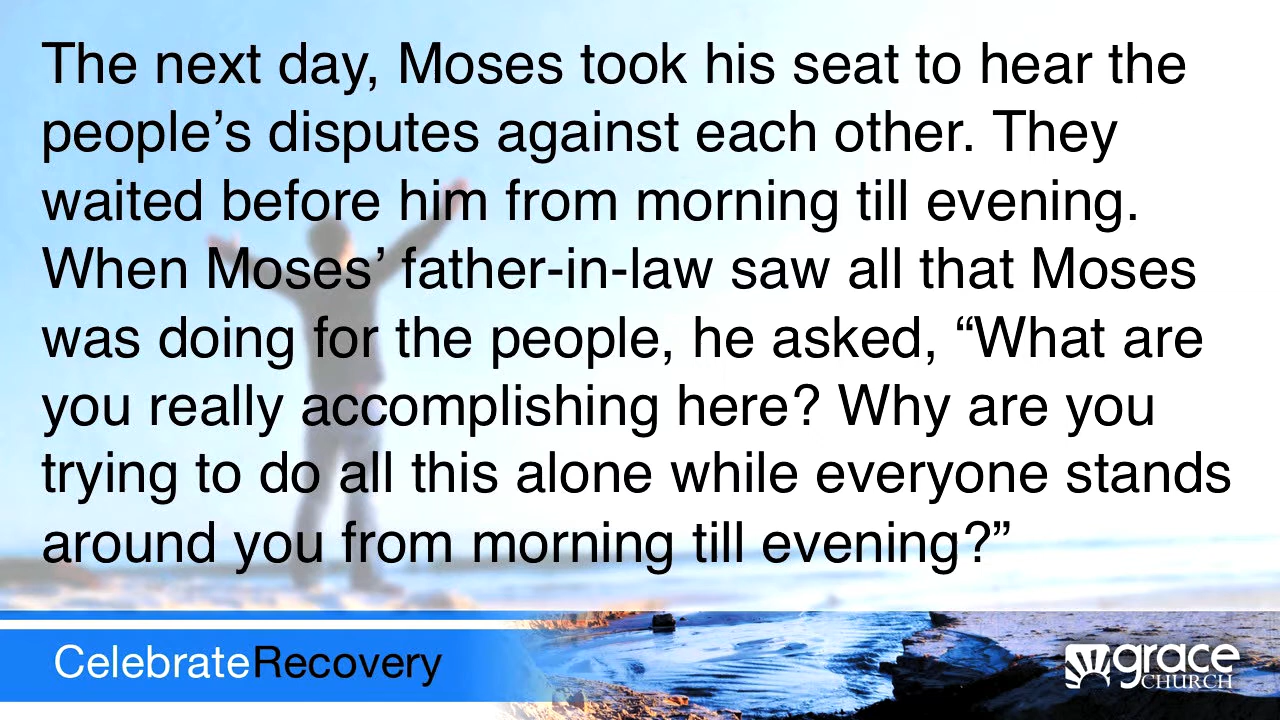 The next day, Moses took his seat to hear the
people’s disputes against each other. They
waited before him from morning till evening.
When Moses’ father-in-law saw all that Moses
was doing for the people, he asked, “What are
you really accomplishing here? Why are you
trying to do all this alone while everyone stands
around you from morning till evening?”
CelebrateRecovery
grace
CHURCH